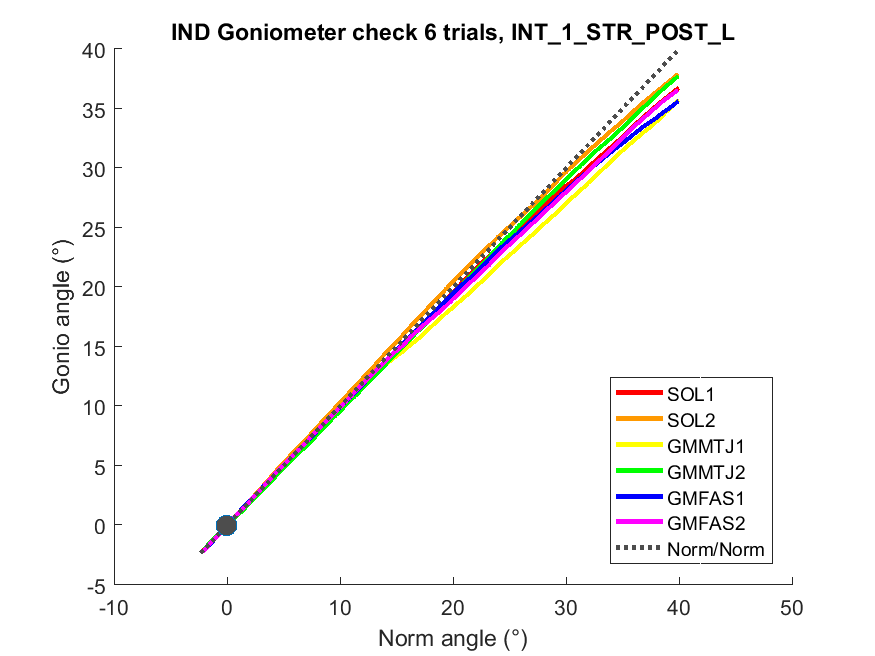 IND Goniometer check 6 trials, INT_1_STR_POST_L
40
35
30
25
20
15
10
5
0
-5
Gonio angle (°)
-10
0
10
20
30
40
50
Norm angle (°)
SOL1
SOL2
GMMTJ1
GMMTJ2
GMFAS1
GMFAS2
Norm/Norm